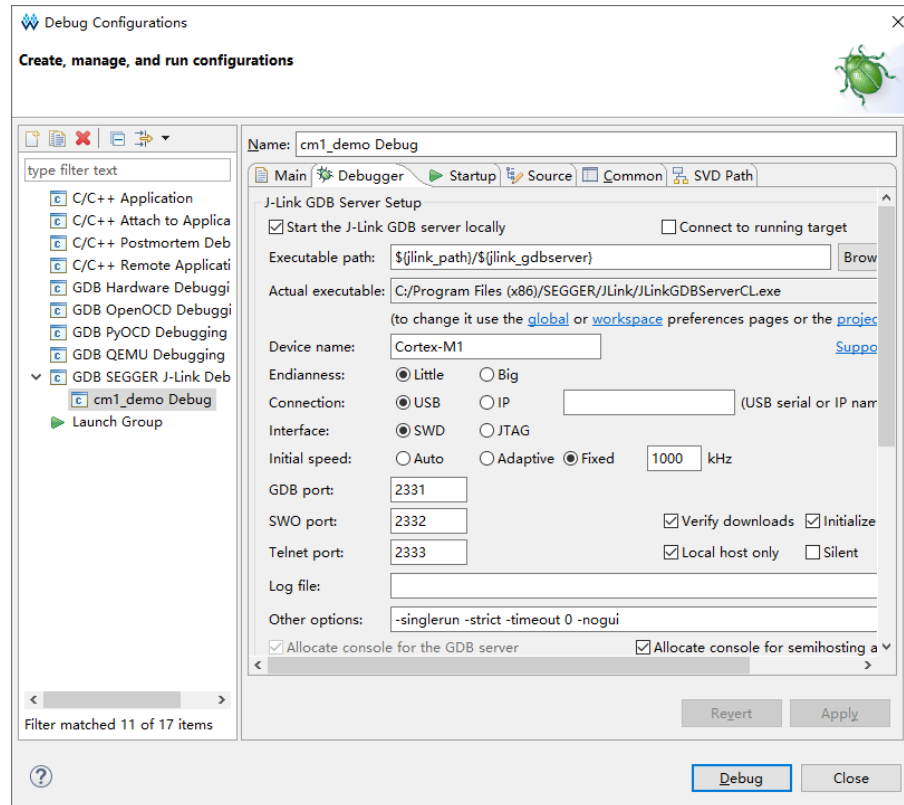 Debug Configurations
Create, manage, and run configurations
type filter text
C/C++ Application
C/C++ Attach to Applica
C/C++ Postmortem Deb
C/C++ Remote Applicati
GDB Hardware Debuggi
GDB OpenOCD Debuggi
GDB PyOCD Debugging
GDB QEMU Debugging
GDB SEGGER J-Link Deb
cm1_demo Debug
Launch Group
Filter matched 11 of 17 items
Name: cm1_demo Debug
Main Debugger Startup Source Common SVD Path
J-Link GDB Server Setup
Start the J-Link GDB server locally Connect to running target
Executable path: ${jlink_path}/${jlink_gdbserver} Brow
Actual executable: C:/Program Files (x86)/SEGGER/JLink/JLinkGDBServerCL.exe
(to change it use the global or workspace preferences pages or the projec
Device name: Cortex-M1 Suppo
Endianness: Little Big
Connection: USB IP (USB serial or IP nam
Interface: SWD JTAG
Initial speed: Auto Adaptive Fixed 1000 kHz
GDB port: 2331
SWO port: 2332 Verify downloads Initialize
Telnet port: 2333 Local host only Silent
Log file:
Other options: -singlerun -strict -timeout 0 -nogui
Allocate console for the GDB server Allocate console for semihosting a
Revert Apply
? Debug Close